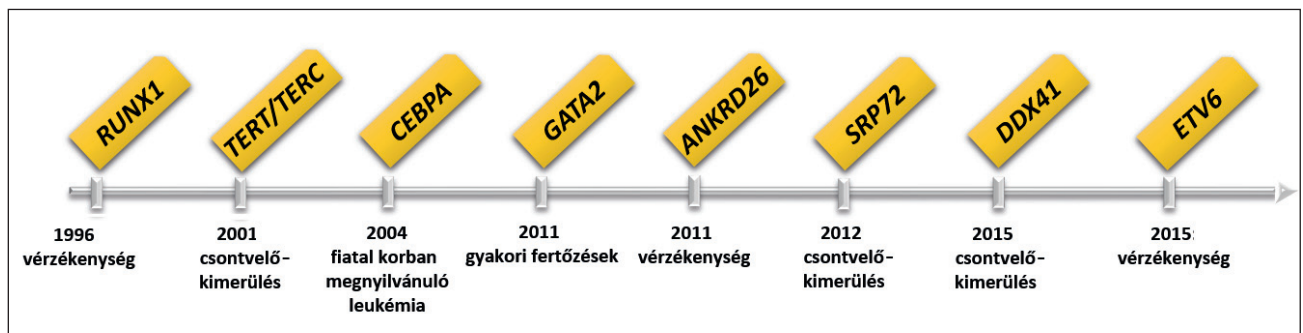 RUNX1
TERT/TERC
CEBPA
GATA2
ANKRD26
SRP72
DDX41
ETV6
1996
vérzékenység
2001
csontvelő-
kimerülés
2004
fiatal korban
megnyilvánuló
leukémia
2011
gyakori fertőzések
2011
vérzékenység
2012
csontvelő-
kimerülés
2015
csontvelő-
kimerülés
2015:
vérzékenység